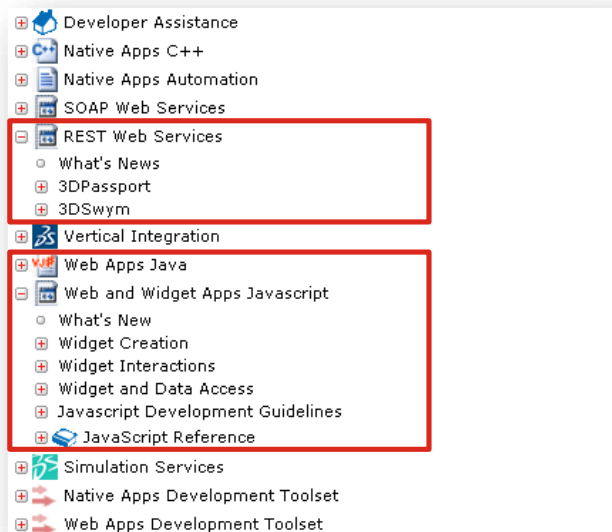 Developer Assistance
C++ Native Apps C++
Native Apps Automation
SOAP Web Services
REST Web Services
What's News
3DPassport
3DSwym
Vertical Integration
VJ# Web Apps Java
Web and Widget Apps Javascript
What's New
Widget Creation
Widget Interactions
Widget and Data Access
Javascript Development Guidelines
JavaScript Reference
Simulation Services
Native Apps Development Toolset
Web Apps Development Toolset